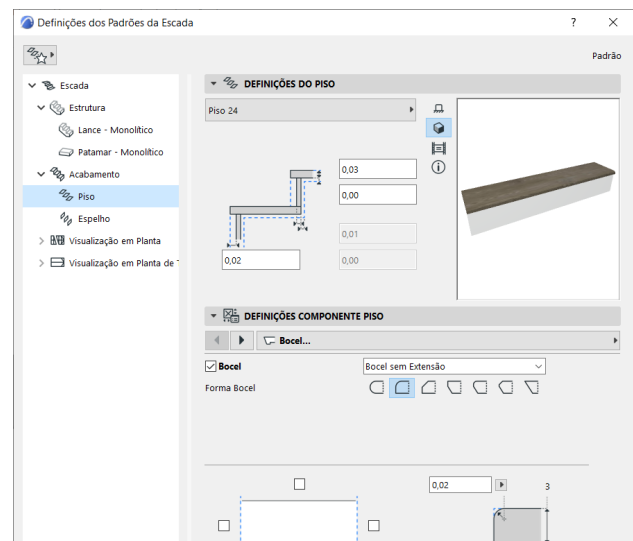 Definições dos Padrões da Escada
?
Padrão
Escada
Estrutura
Lance - Monolítico
Patamar - Monolítico
Acabamento
Piso
Espelho
Visualização em Planta
Visualização em Planta de
DEFINIÇÕES DO PISO
Piso 24
0,03
0,00
0,01
0,02
0,00
DEFINIÇÕES COMPONENTE PISO
Bocel...
Bocel
Bocel sem Extensão
Forma Bocel
0,02
3